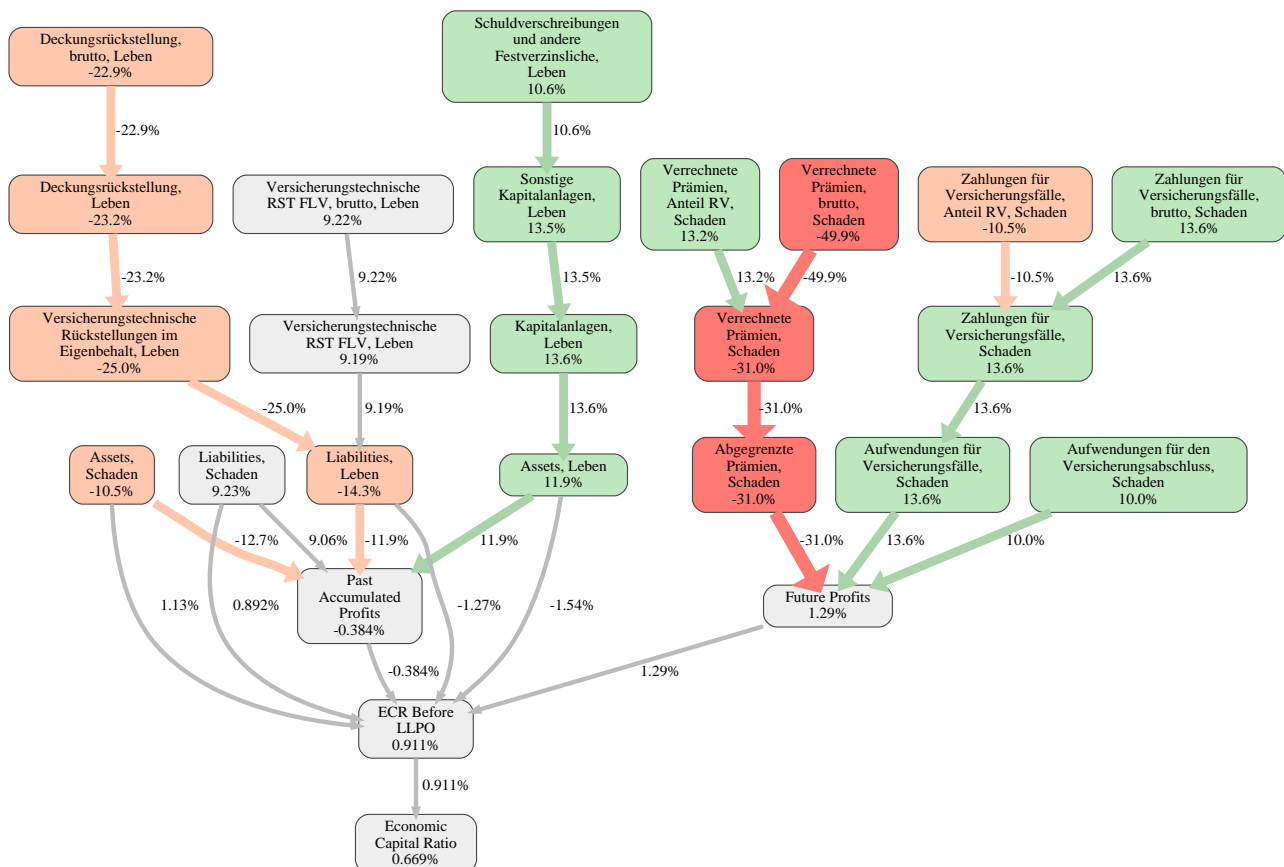 Schuldverschreibungen
und andere
Festverzinsliche,
Leben
10.6%
Deckungsrückstellung,
brutto, Leben
-22.9%
-22.9%
10.6%
Deckungsrückstellung,
Leben
-23.2%
Versicherungstechnische
RST FLV, brutto, Leben
9.22%
Sonstige
Kapitalanlagen,
Leben
13.5%
Verrechnete
Prämien,
Anteil RV,
Schaden
13.2%
Verrechnete
Prämien,
brutto,
Schaden
-49.9%
Zahlungen für
Versicherungsfälle,
Anteil RV, Schaden
-10.5%
Zahlungen für
Versicherungsfälle,
brutto, Schaden
13.6%
-23.2%
9.22%
13.5%
13.2%
-49.9%
-10.5%
13.6%
Versicherungstechnische
Rückstellungen im
Eigenbehalt, Leben
-25.0%
Versicherungstechnische
RST FLV, Leben
9.19%
Kapitalanlagen,
Leben
13.6%
Verrechnete
Prämien,
Schaden
-31.0%
Zahlungen für
Versicherungsfälle,
Schaden
13.6%
-25.0%
9.19%
13.6%
-31.0%
13.6%
Assets,
Schaden
-10.5%
Liabilities,
Schaden
9.23%
Liabilities,
Leben
-14.3%
Assets, Leben
11.9%
Abgegrenzte
Prämien,
Schaden
-31.0%
Aufwendungen für
Versicherungsfälle,
Schaden
13.6%
Aufwendungen für den
Versicherungsabschluss,
Schaden
10.0%
-12.7%
9.06%
-11.9%
11.9%
-31.0%
13.6%
10.0%
Past
Accumulated
Profits
-0.384%
Future Profits
1.29%
1.13%
0.892%
-1.27%
-1.54%
-0.384%
1.29%
ECR Before
LLPO
0.911%
0.911%
Economic
Capital Ratio
0.669%